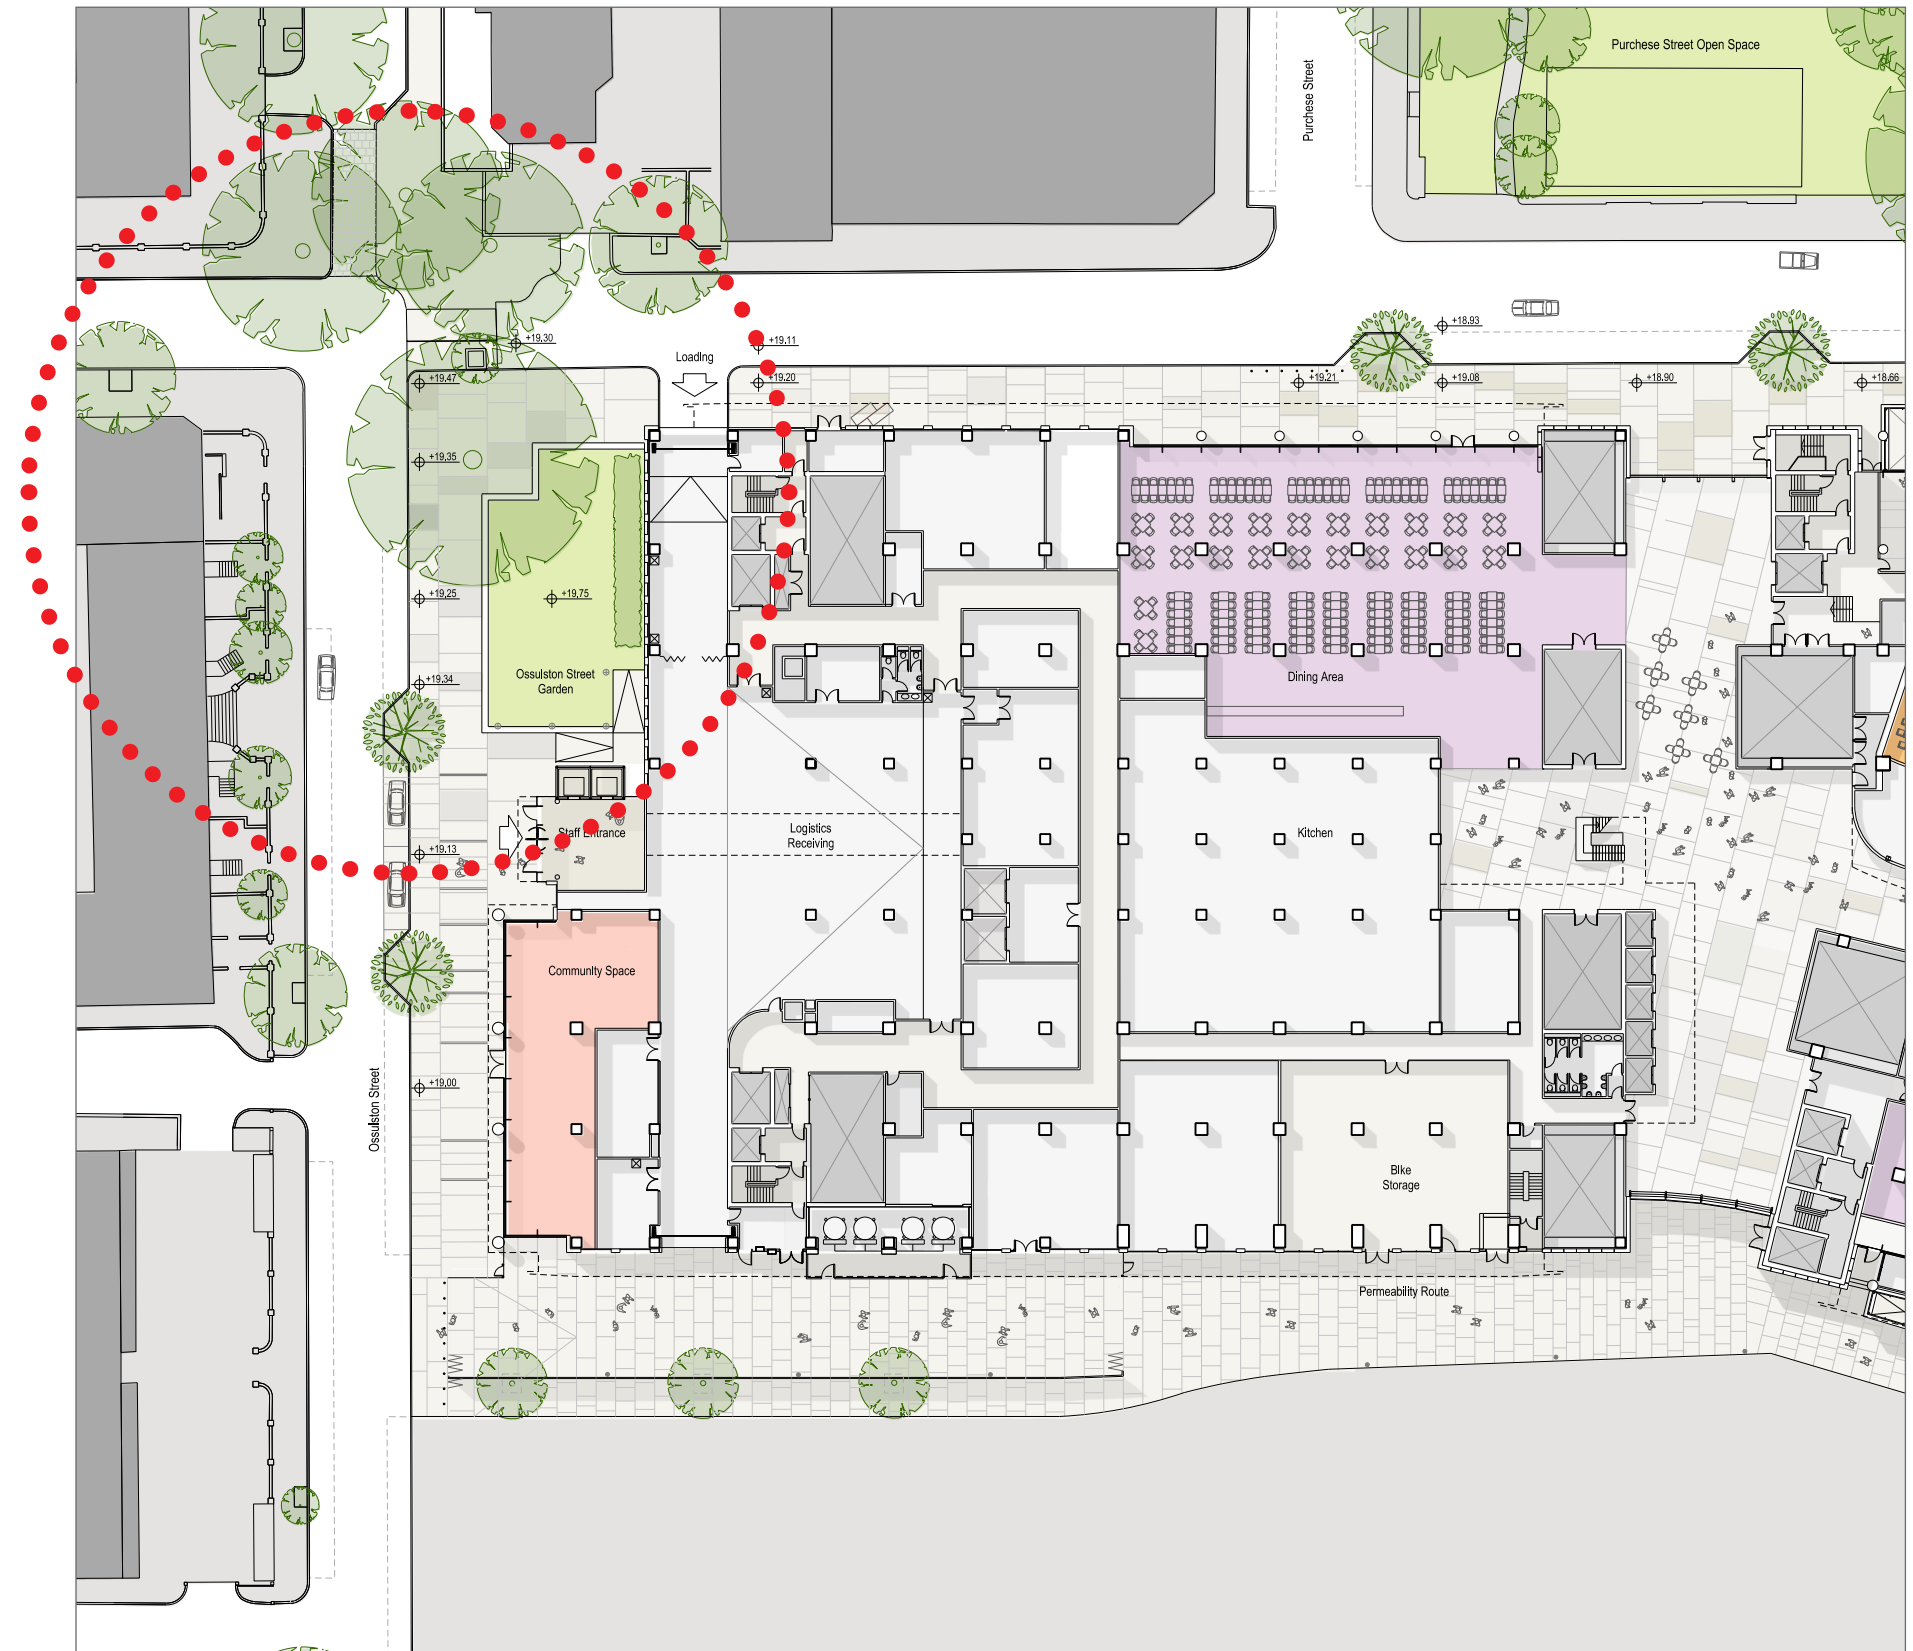 Purchese Street Open Space
Purchese Street
+18.93
+19.30
+19.11
Loading
+19.47
+19.20
+19.21
+19.08
+18.90
+18.66
+19.35
+19.25
+19.75
Ossulston Street
Garden
+19.34
Dining Area
Staff Entrance
Logistics
Receiving
Kitchen
+19.13
Community Space
+19.00
Ossulston Street
Bike
Storage
Permeability Route